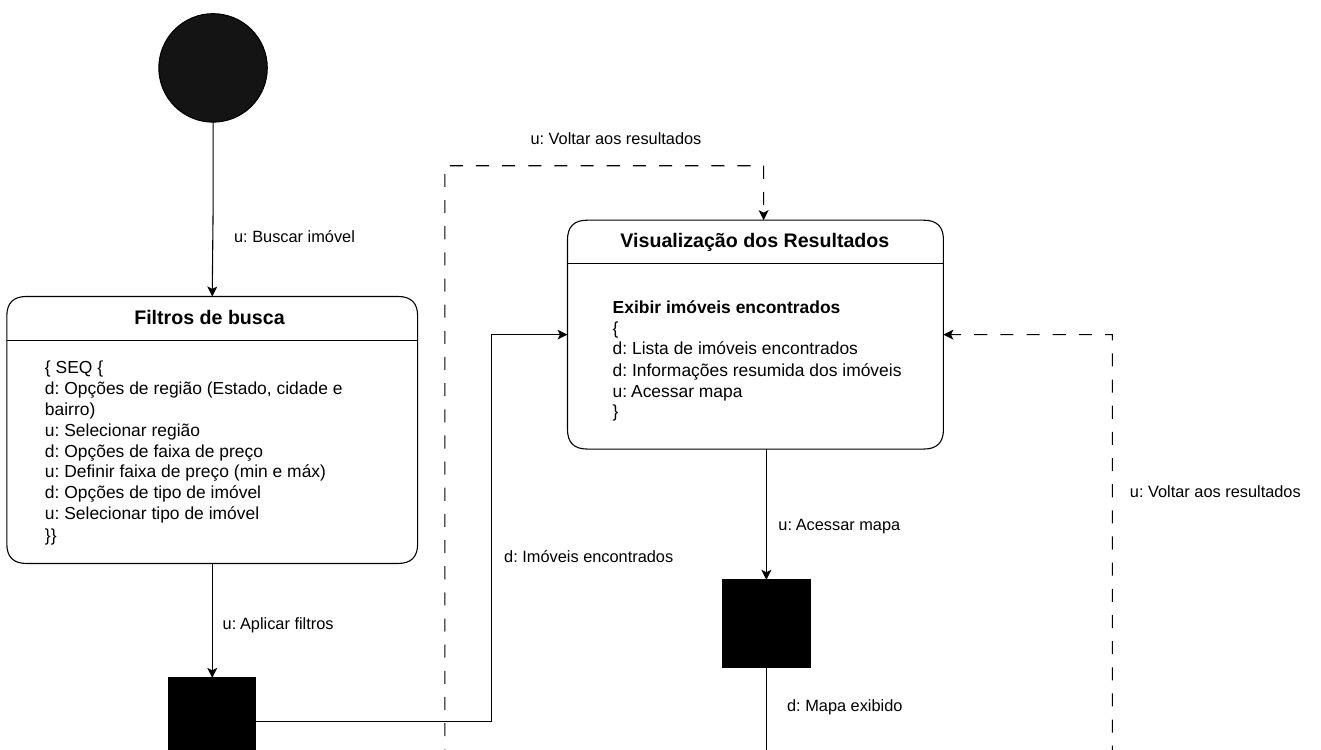 u: Voltar aos resultados
u: Buscar imóvel
Visualização dos Resultados
Exibir imóveis encontrados
{
d: Lista de imóveis encontrados
d: Informações resumida dos imóveis
u: Acessar mapa
}
Filtros de busca
{ SEQ {
d: Opções de região (Estado, cidade e
bairro)
u: Selecionar região
d: Opções de faixa de preço
u: Definir faixa de preço (min e máx)
d: Opções de tipo de imóvel
u: Selecionar tipo de imóvel
}}
u: Voltar aos resultados
u: Acessar mapa
d: Imóveis encontrados
u: Aplicar filtros
d: Mapa exibido